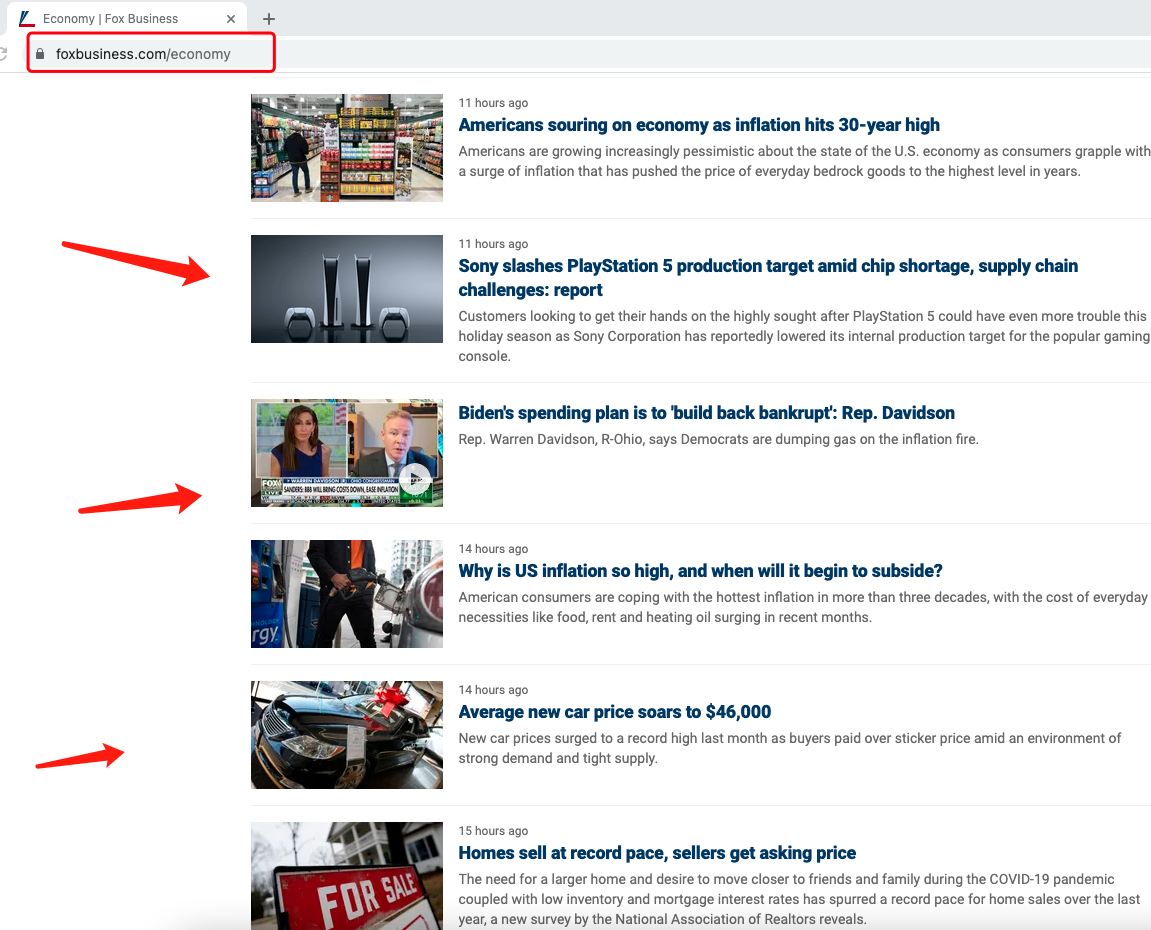 Economy | Fox Business
foxbusiness.com/economy
11 hours ago
Americans souring on economy as inflation hits 30-year high
Americans are growing increasingly pessimistic about the state of the U.S. economy as consumers grapple with
a surge of inflation that has pushed the price of everyday bedrock goods to the highest level in years.
11 hours ago
Sony slashes PlayStation 5 production target amid chip shortage, supply chain
challenges: report
Customers looking to get their hands on the highly sought after PlayStation 5 could have even more trouble this
holiday season as Sony Corporation has reportedly lowered its internal production target for the popular gaming
console.
Biden's spending plan is to 'build back bankrupt': Rep. Davidson
Rep. Warren Davidson, R-Ohio, says Democrats are dumping gas on the inflation fire.
WARREN DAVIDSON
OHIO CONGRESSMAN
FOX
SANDERS: BBB WILL BRING COSTS DOWN, EASE INFLATION
14 hours ago
Why is US inflation so high, and when will it begin to subside?
American consumers are coping with the hottest inflation in more than three decades, with the cost of everyday
necessities like food, rent and heating oil surging in recent months.
rgy
14 hours ago
Average new car price soars to $46,000
New car prices surged to a record high last month as buyers paid over sticker price amid an environment of
strong demand and tight supply.
15 hours ago
Homes sell at record pace, sellers get asking price
The need for a larger home and desire to move closer to friends and family during the COVID-19 pandemic
coupled with low inventory and mortgage interest rates has spurred a record pace for home sales over the last
year, a new survey by the National Association of Realtors reveals.
FOR SALE